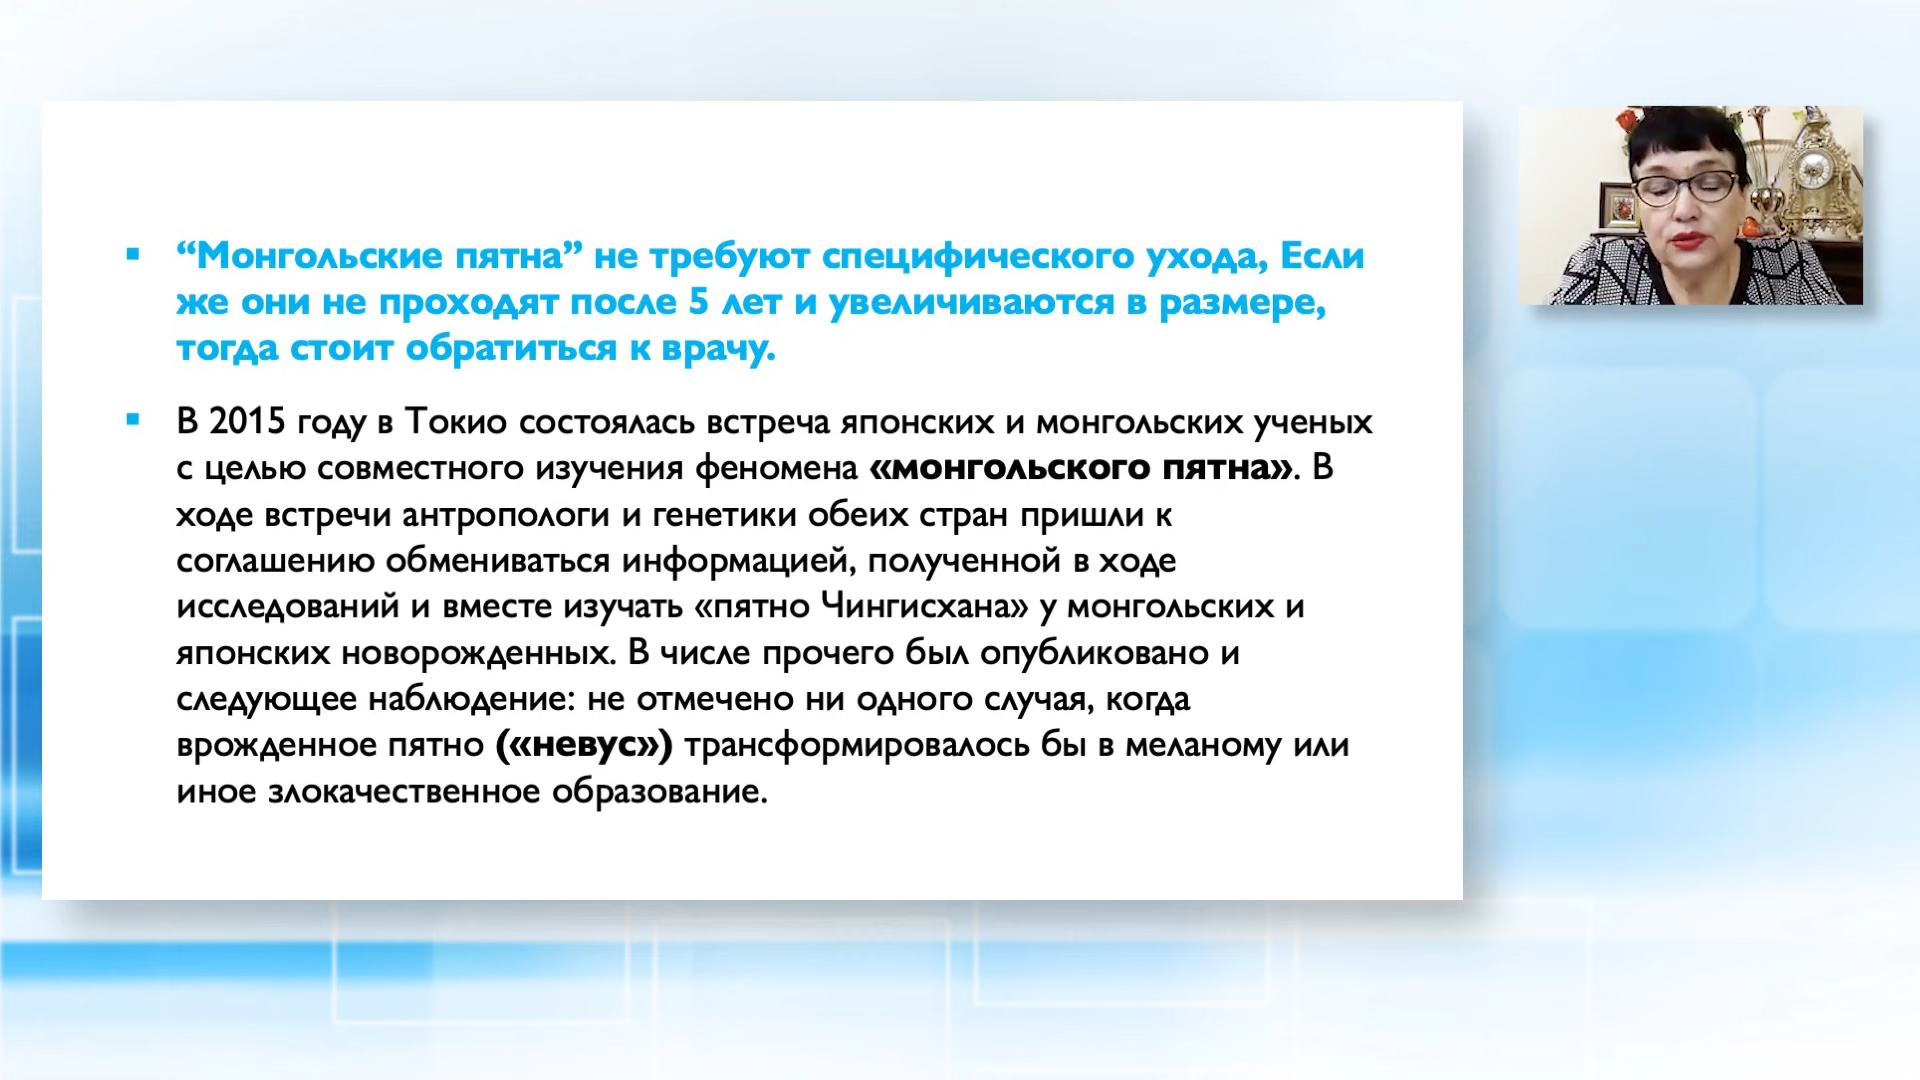 ▪ “Монгольские пятна” не требуют специфического ухода, Если
же они не проходят после 5 лет и увеличиваются в размере,
тогда стоит обратиться к врачу.
▪ В 2015 году в Токио состоялась встреча японских и монгольских ученых
с целью совместного изучения феномена «монгольского пятна». В
ходе встречи антропологи и генетики обеих стран пришли к
соглашению обмениваться информацией, полученной в ходе
исследований и вместе изучать «пятно Чингисхана» у монгольских и
японских новорожденных. В числе прочего был опубликовано и
следующее наблюдение: не отмечено ни одного случая, когда
врожденное пятно («невус») трансформировалось бы в меланому или
иное злокачественное образование.